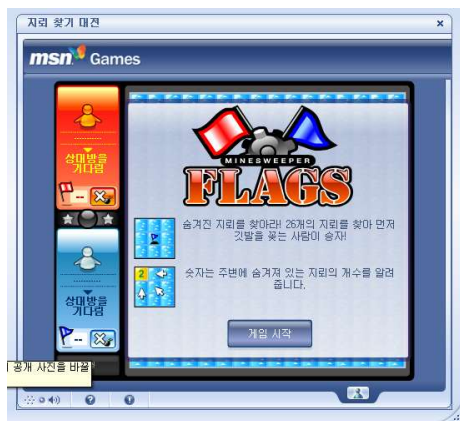 지뢰 찾기 대전
msn Games
상대방을
기다림
--
MINESWEEPER
FLAGS
숨겨진 지뢰를 찾아라! 26개의 지뢰를 찾아 먼저
깃발을 꽂는 사람이 승자!
2
숫자는 주변에 숨겨져 있는 지뢰의 개수를 알려
줍니다.
상대방을
기다림
--
게임 시작
공개 사진을 바꿀